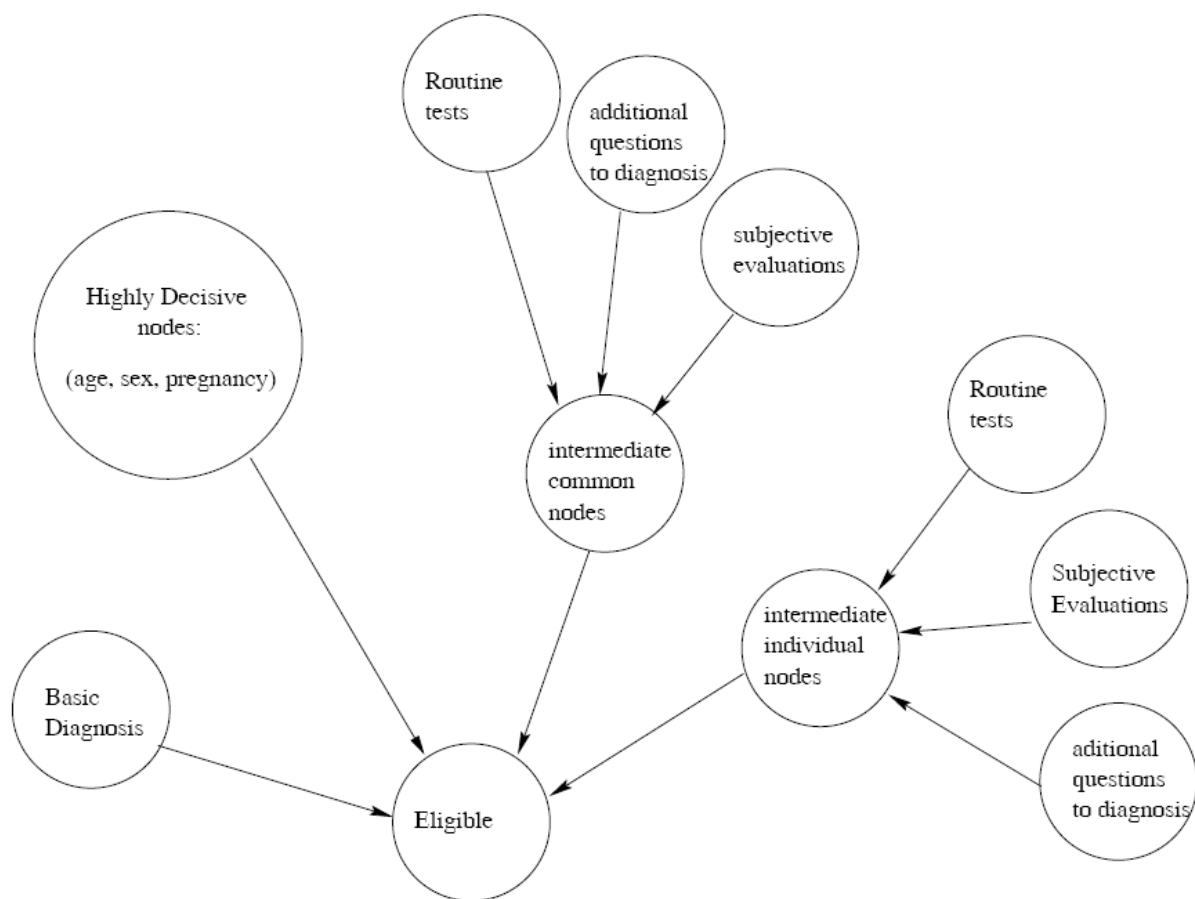 Routine
tests
additional
questions
to diagnosis
subjective
evaluations
Highly Decisive
nodes:
(age, sex, pregnancy)
Routine
tests
intermediate
common
nodes
Subjective
Evaluations
intermediate
individual
nodes
Basic
Diagnosis
aditional
questions
to diagnosis
Eligible